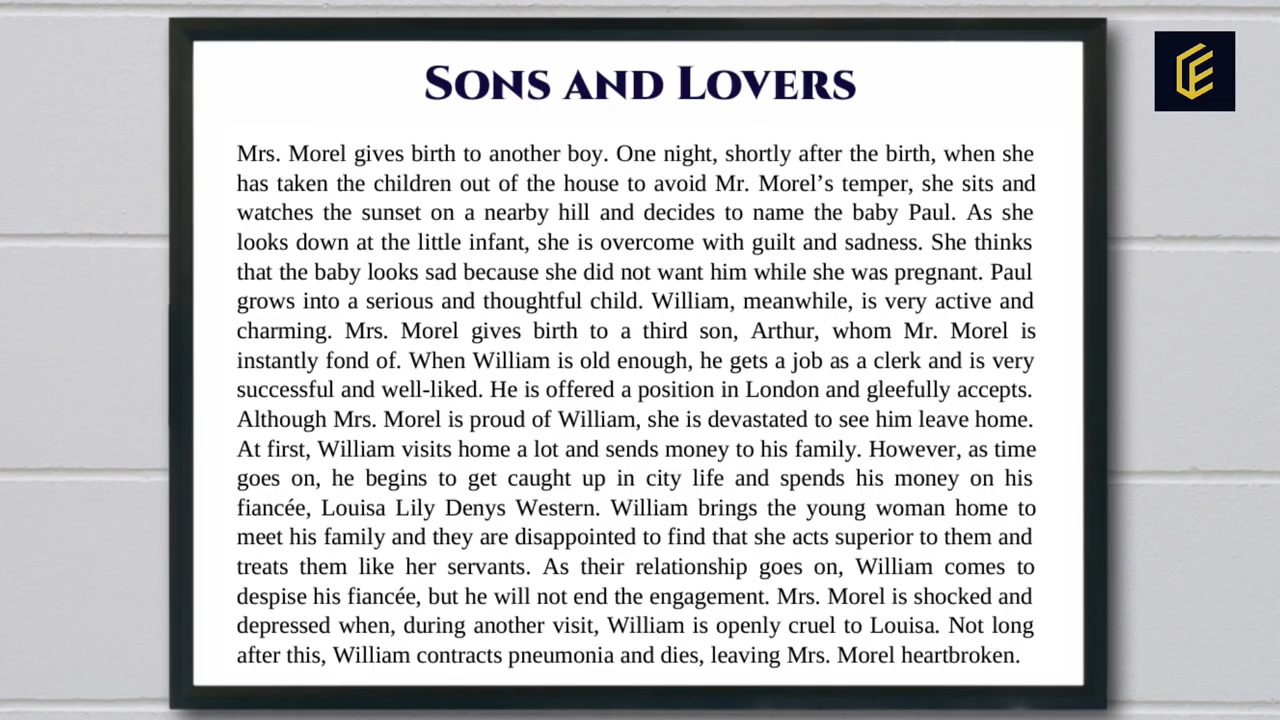 Sons and Lovers
Mrs. Morel gives birth to another boy. One night, shortly after the birth, when she
has taken the children out of the house to avoid Mr. Morel’s temper, she sits and
watches the sunset on a nearby hill and decides to name the baby Paul. As she
looks down at the little infant, she is overcome with guilt and sadness. She thinks
that the baby looks sad because she did not want him while she was pregnant. Paul
grows into a serious and thoughtful child. William, meanwhile, is very active and
charming. Mrs. Morel gives birth to a third son, Arthur, whom Mr. Morel is
instantly fond of. When William is old enough, he gets a job as a clerk and is very
successful and well-liked. He is offered a position in London and gleefully accepts.
Although Mrs. Morel is proud of William, she is devastated to see him leave home.
At first, William visits home a lot and sends money to his family. However, as time
goes on, he begins to get caught up in city life and spends his money on his
fiancée, Louisa Lily Denys Western. William brings the young woman home to
meet his family and they are disappointed to find that she acts superior to them and
treats them like her servants. As their relationship goes on, William comes to
despise his fiancée, but he will not end the engagement. Mrs. Morel is shocked and
depressed when, during another visit, William is openly cruel to Louisa. Not long
after this, William contracts pneumonia and dies, leaving Mrs. Morel heartbroken.